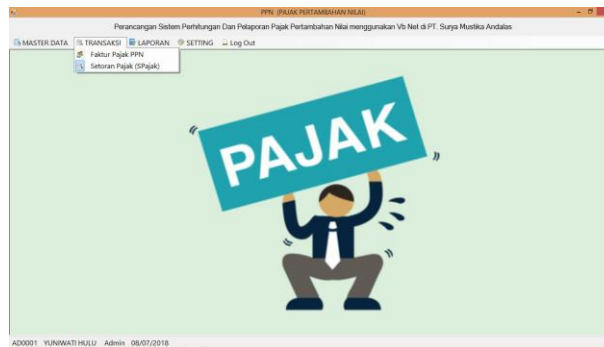 PPN (PAJAK PERTAMBAHAN NILAI)
Perancangan Sistem Perhitungan Dan Pelaporan Pajak Pertambahan Nilai menggunakan Vb Net di PT. Surya Mustika Andalas
MASTER DATA TRANSAKSI LAPORAN SETTING Log Out
Faktur Pajak PPN
Setoran Pajak (SPajak)
PAJAK
AD0001 YUNIWATI HULU Admin 08/07/2018